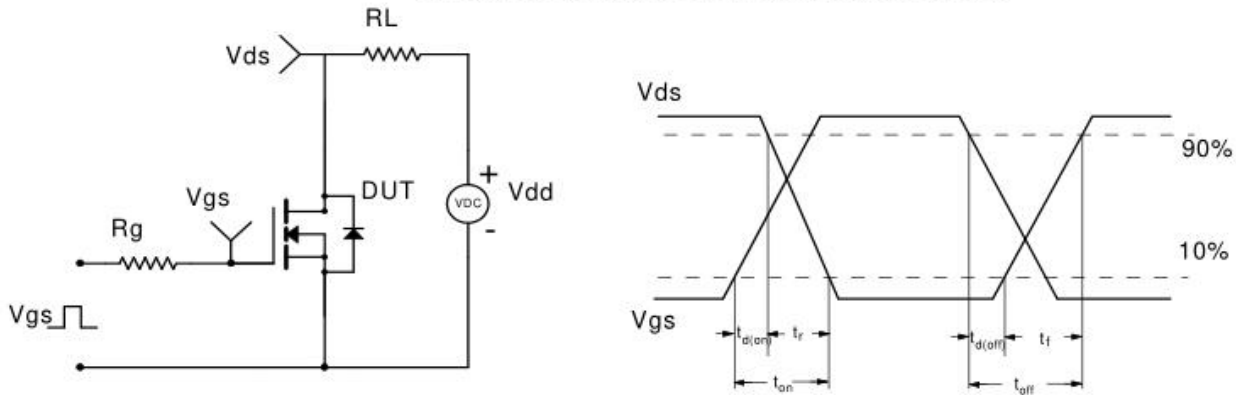 RL
Vds
Vgs
DUT
+
Vdd
VDC
-
Rg
Vgs
Vds
90%
10%
Vgs
td(on)
tr
td(off)
tf
ton
toff